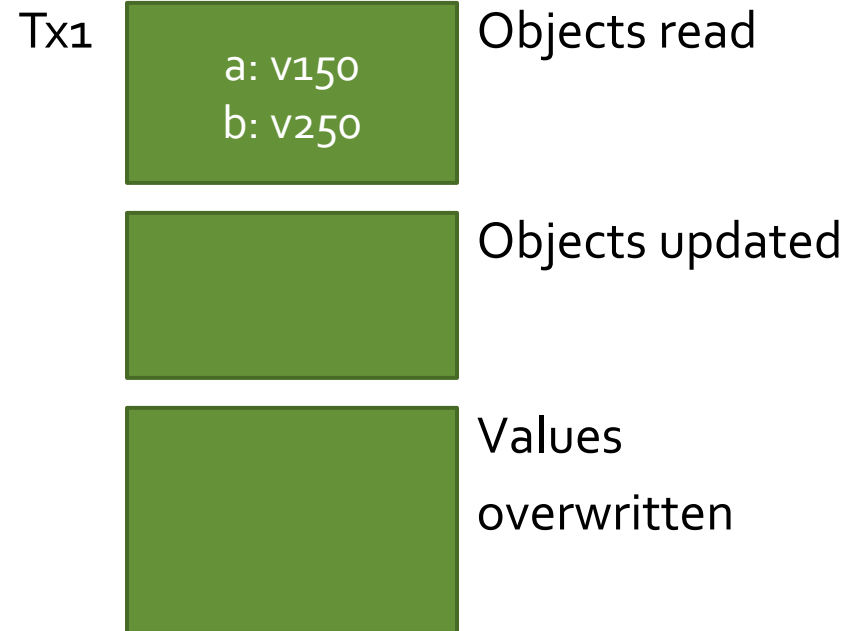 Tx1
a: v150
b: v250
Objects read
Objects updated
Values
overwritten